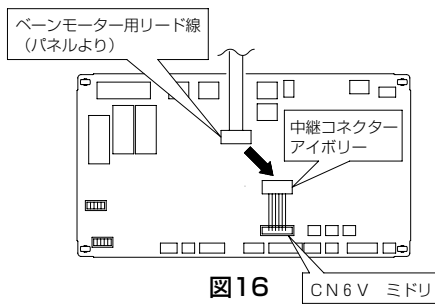 ベーンモーター用リード線
（パネルより）
中継コネクター
アイボリー
図16
CN6V ミドリ